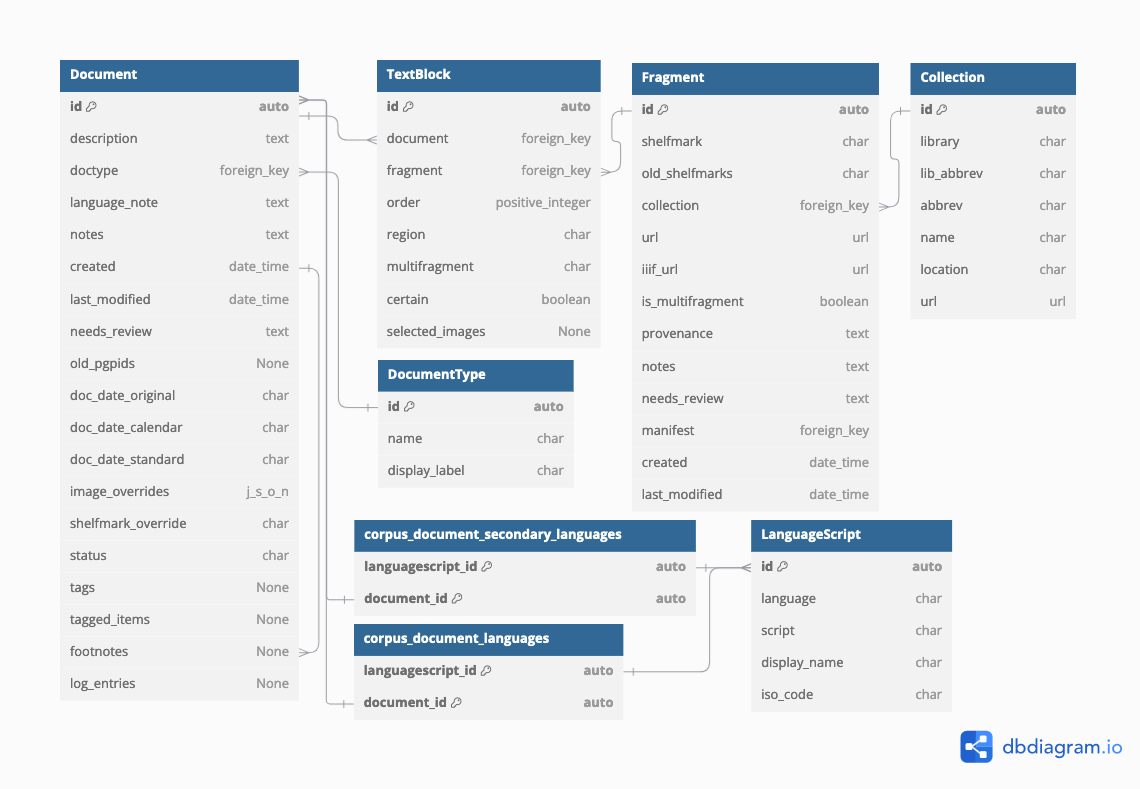 Document
id auto
description text
doctype foreign_key
language_note text
notes text
created date_time
last_modified date_time
needs_review text
old_pgpids None
doc_date_original char
doc_date_calendar char
doc_date_standard char
image_overrides j_s_o_n
shelfmark_override char
status char
tags None
tagged_items None
footnotes None
log_entries None
TextBlock
id auto
document foreign_key
fragment foreign_key
order positive_integer
region char
multifragment char
certain boolean
selected_images None
DocumentType
id auto
name char
display_label char
Fragment
id auto
shelfmark char
old_shelfmarks char
collection foreign_key
url url
iiif_url url
is_multifragment boolean
provenance text
notes text
needs_review text
manifest foreign_key
created date_time
last_modified date_time
Collection
id auto
library char
lib_abbrev char
abbrev char
name char
location char
url url
corpus_document_secondary_languages
languagescript_id auto
document_id auto
corpus_document_languages
languagescript_id auto
document_id auto
LanguageScript
id auto
language char
script char
display_name char
iso_code char
dbdiagram.io